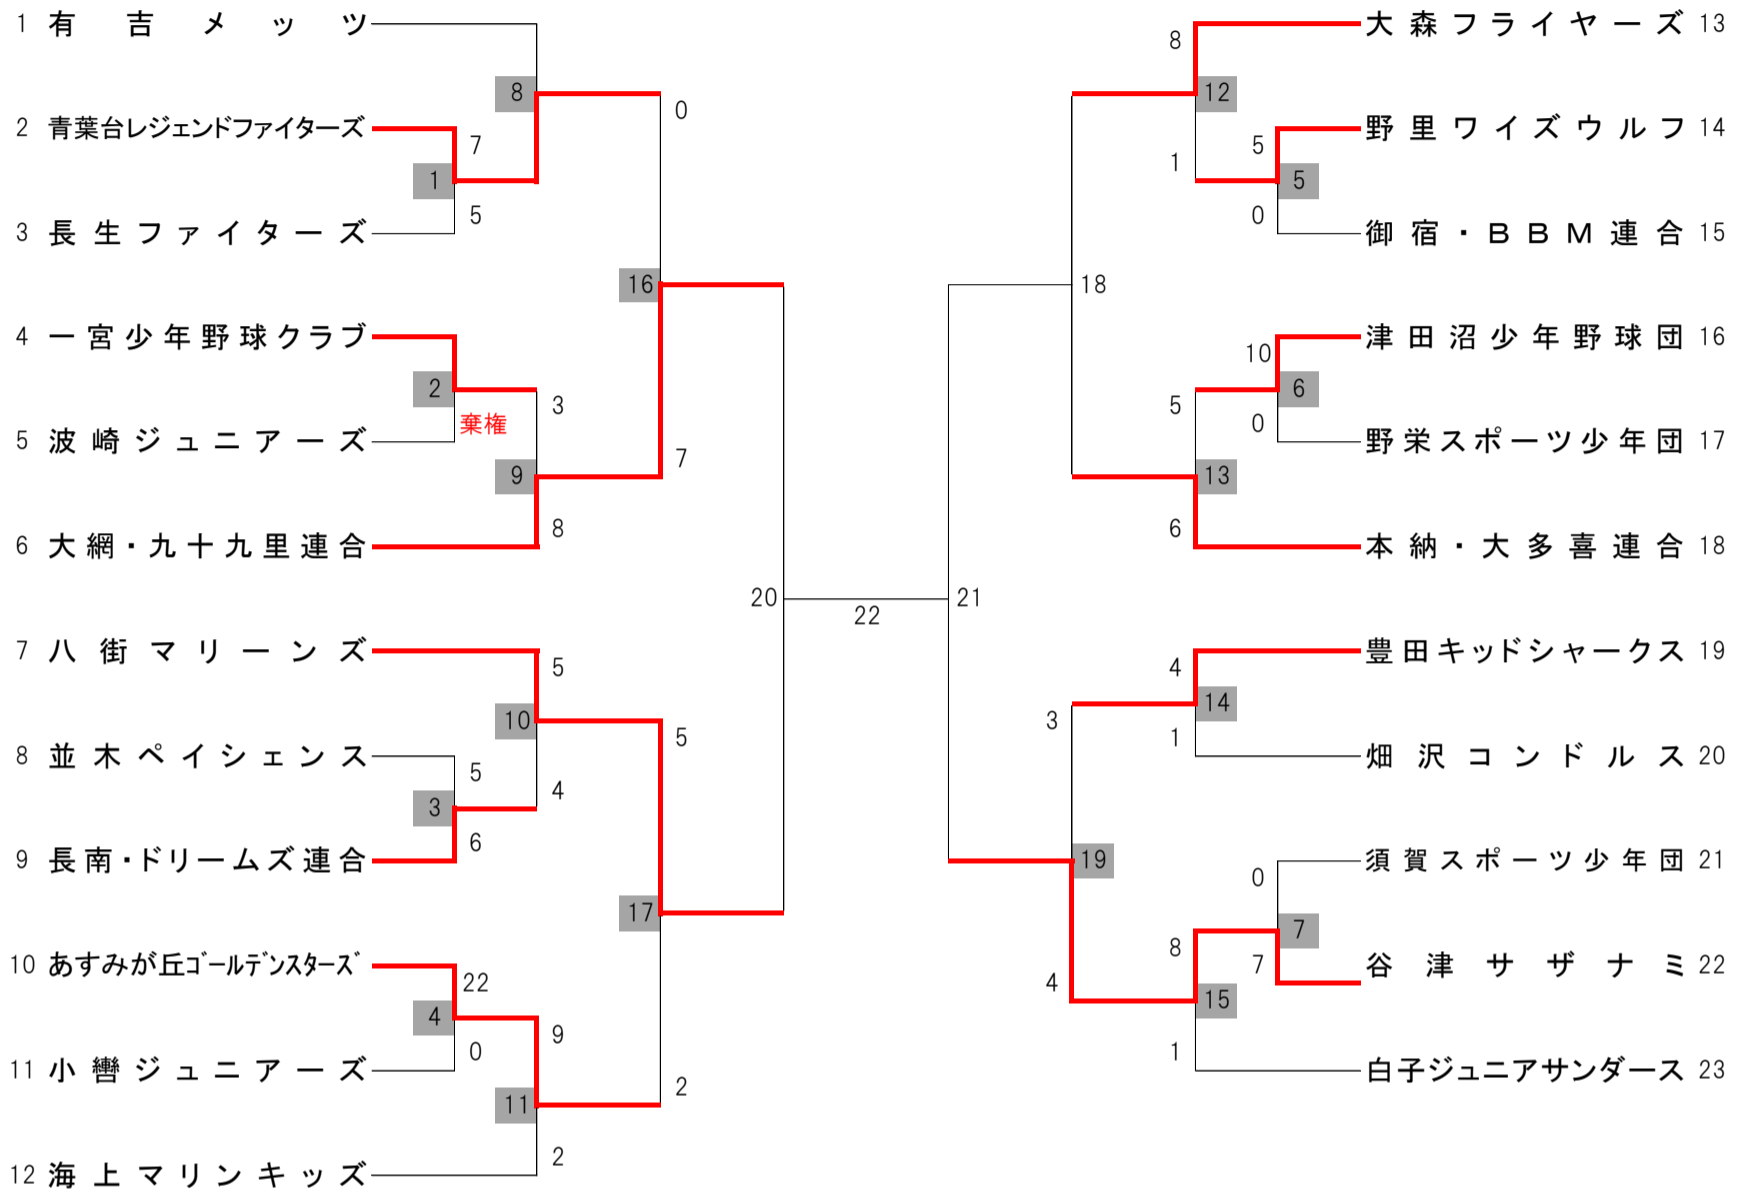 1 有吉メッツ
8
0
2 青葉台レジェンドファイターズ
7
1
5
3 長生ファイターズ
16
4 一宮少年野球クラブ
2
3
棄権
5 波崎ジュニアーズ
9
7
8
6 大網・九十九里連合
20
22
21
7 八街マリーンズ
5
10
5
8 並木ペイシェンス
5
4
3
6
9 長南・ドリームズ連合
17
10 あすみが丘ゴールデンスターズ
22
4
9
0
11 小轡ジュニアーズ
11
2
2
12 海上マリンキッズ
大森フライヤーズ 13
8
12
野里ワイズウルフ 14
5
1
5
0
御宿・BBM連合 15
18
津田沼少年野球団 16
10
6
5
0
野栄スポーツ少年団 17
13
6
本納・大多喜連合 18
豊田キッドシャークス 19
4
14
3
1
畑沢コンドルス 20
19
須賀スポーツ少年団 21
0
7
8
7
谷津サザナミ 22
4
15
1
白子ジュニアサンダース 23